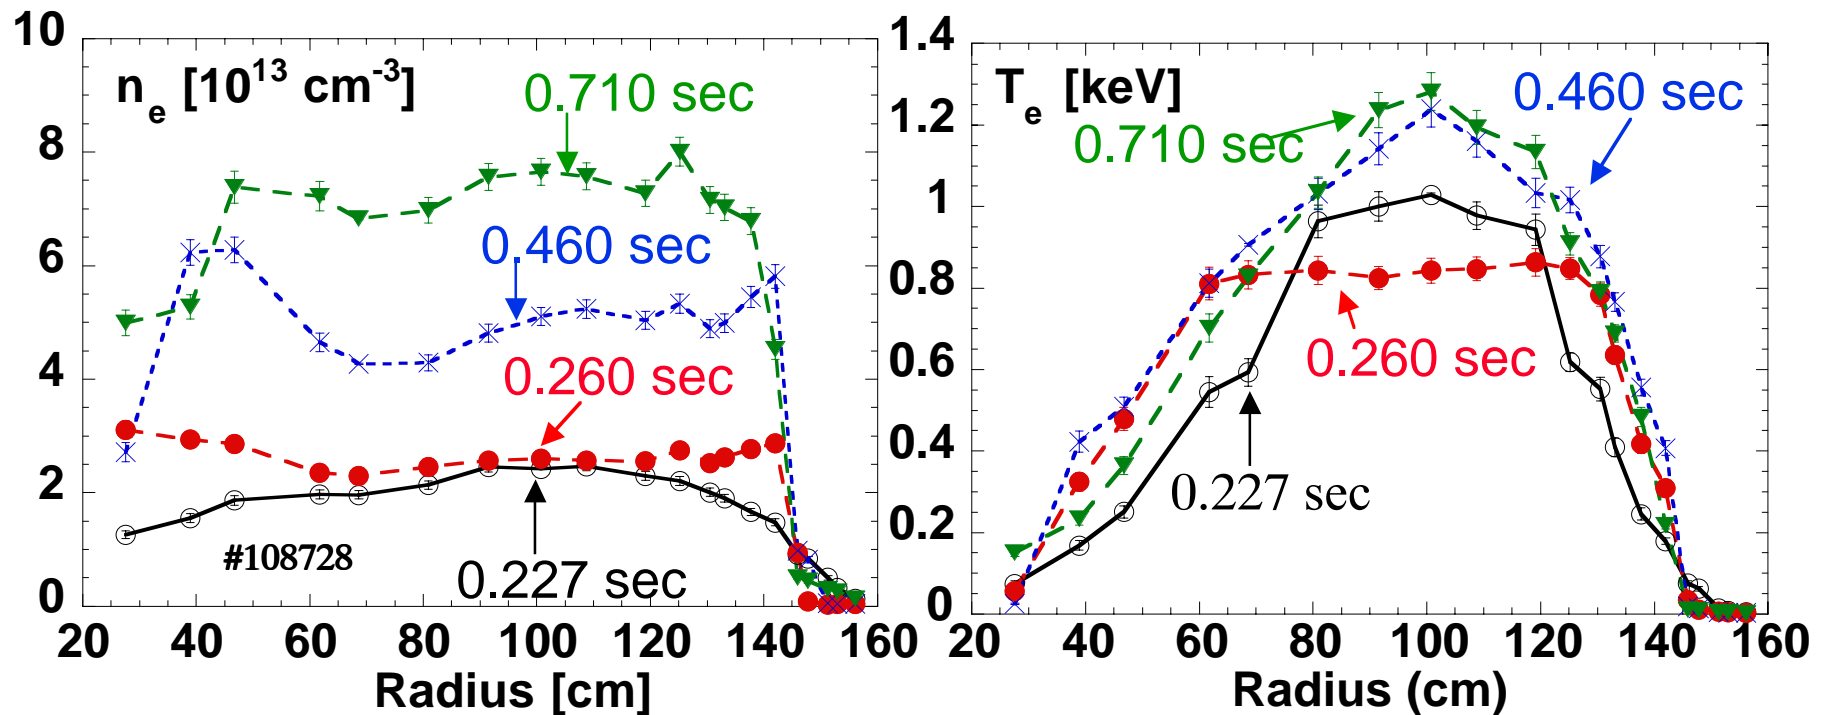 10
8
6
4
2
0
n_e [10^13 cm^-3]
0.710 sec
0.460 sec
0.260 sec
#108728
0.227 sec
20 40 60 80 100 120 140 160
Radius [cm]
1.4
1.2
1
0.8
0.6
0.4
0.2
0
T_e [keV]
0.460 sec
0.710 sec
0.260 sec
0.227 sec
20 40 60 80 100 120 140 160
Radius (cm)